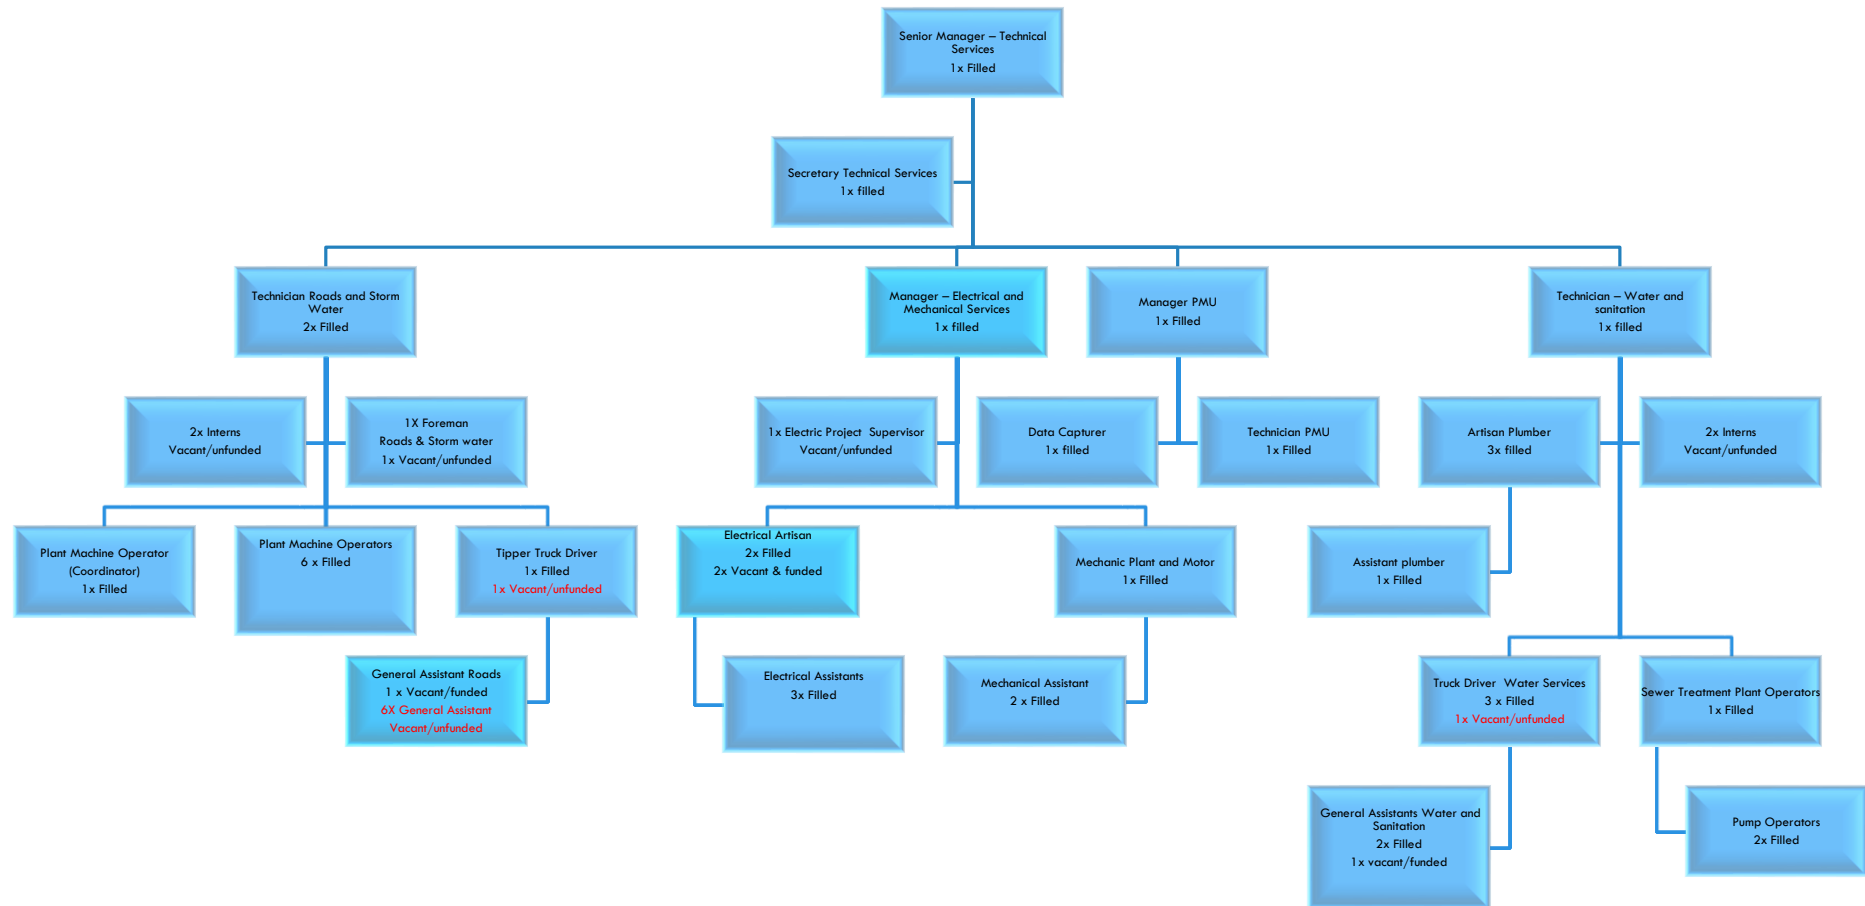 Senior Manager – Technical
Services
1x Filled
Secretary Technical Services
1x filled
Technician Roads and Storm
Water
2x Filled
Manager – Electrical and
Mechanical Services
1x filled
Manager PMU
1x Filled
Technician – Water and
sanitation
1x filled
2x Interns
Vacant/unfunded
1X Foreman
Roads & Storm water
1x Vacant/unfunded
1x Electric Project Supervisor
Vacant/unfunded
Data Capturer
1x filled
Technician PMU
1x Filled
Artisan Plumber
3x filled
2x Interns
Vacant/unfunded
Plant Machine Operator
(Coordinator)
1x Filled
Plant Machine Operators
6 x Filled
Tipper Truck Driver
1x Filled
1x Vacant/unfunded
Electrical Artisan
2x Filled
2x Vacant & funded
Mechanic Plant and Motor
1x Filled
Assistant plumber
1x Filled
General Assistant Roads
1 x Vacant/funded
6X General Assistant
Vacant/unfunded
Electrical Assistants
3x Filled
Mechanical Assistant
2 x Filled
Truck Driver Water Services
3 x Filled
1x Vacant/unfunded
Sewer Treatment Plant Operators
1x Filled
General Assistants Water and
Sanitation
2x Filled
1x vacant/funded
Pump Operators
2x Filled